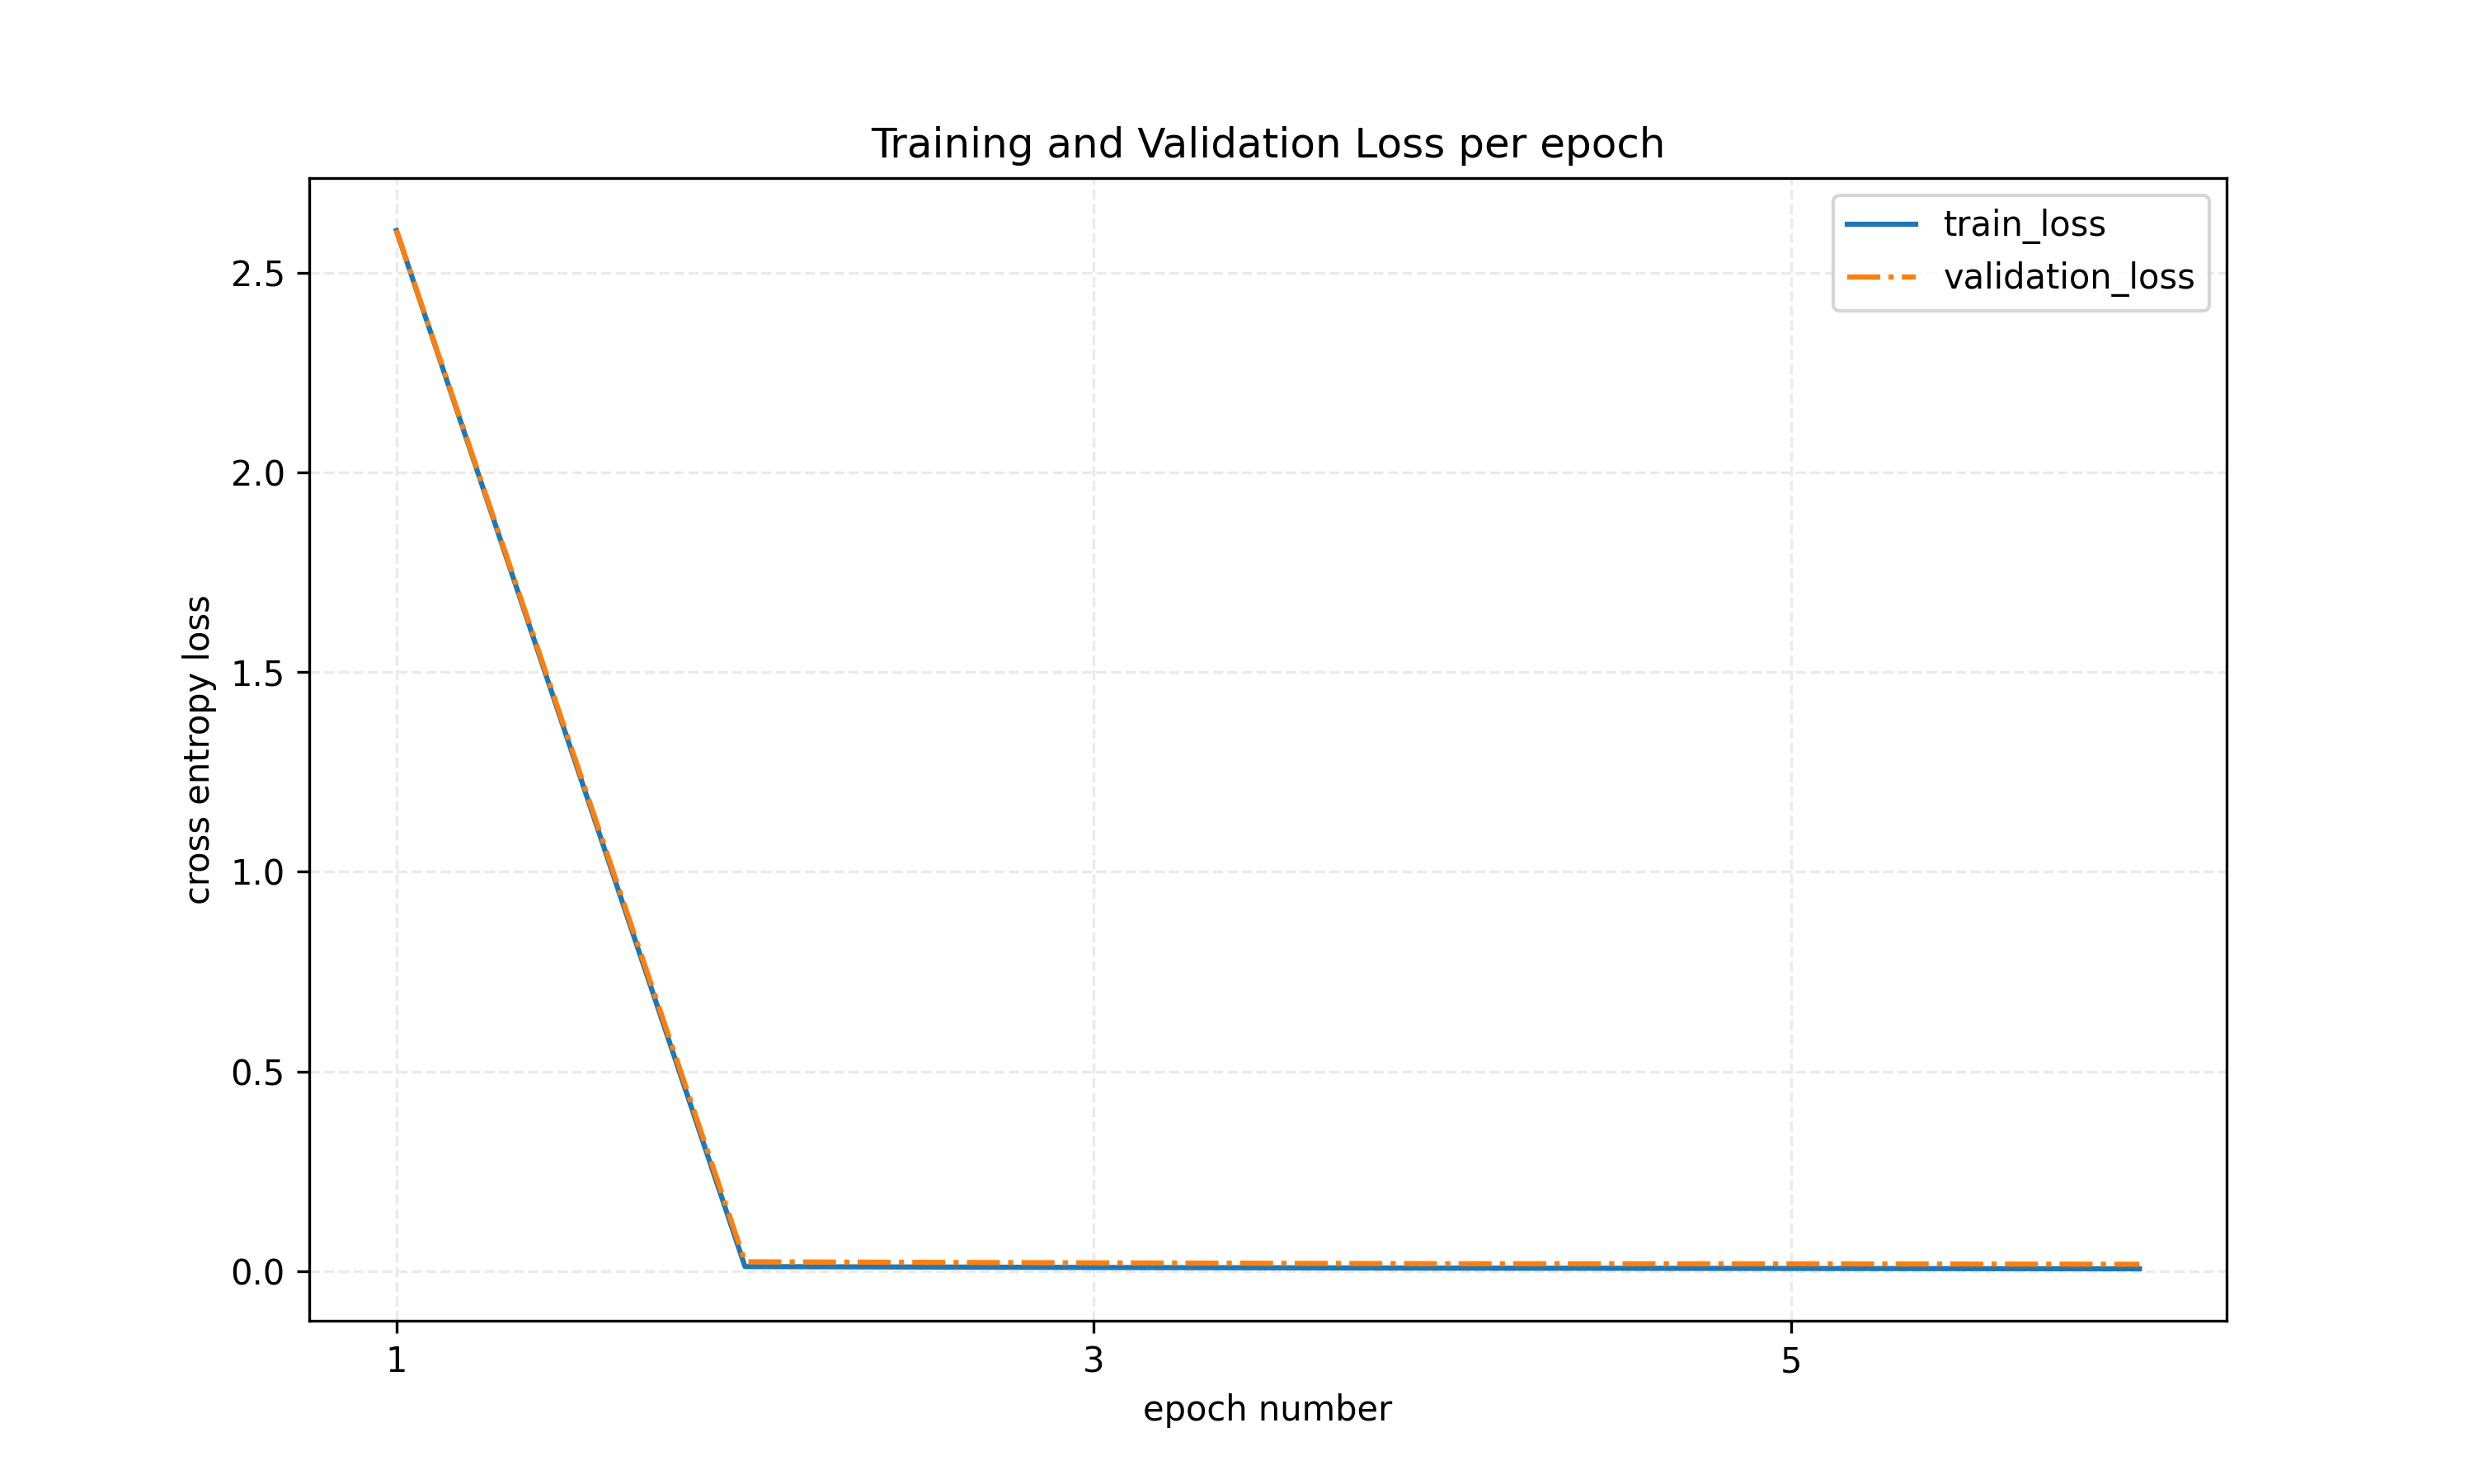 Training and Validation Loss per epoch
train_loss
validation_loss
cross entropy loss
2.5
2.0
1.5
1.0
0.5
0.0
1
3
5
epoch number